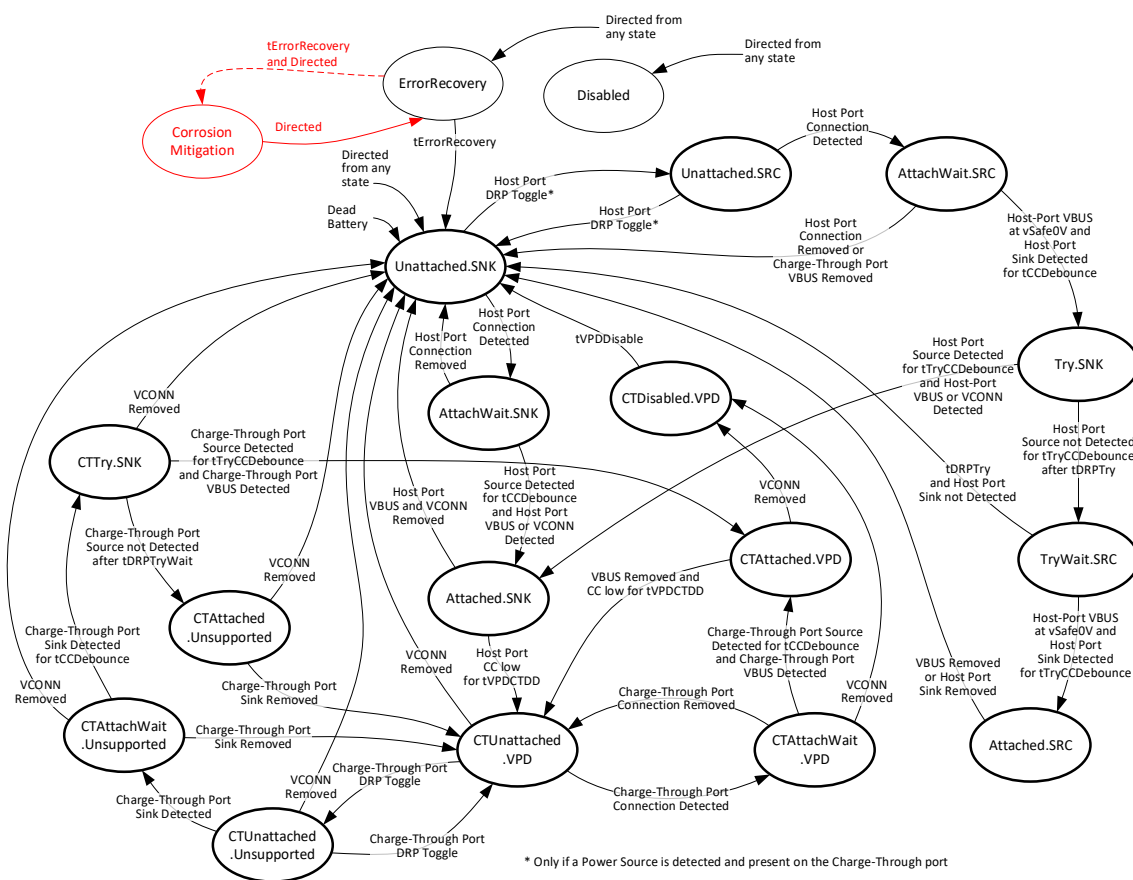 Directed from
any state
tErrorRecovery
and Directed
Directed from
any state
ErrorRecovery
Disabled
Corrosion
Mitigation
Directed
Host Port
Connection
Detected
tErrorRecovery
Directed
from any
state
Unattached.SRC
AttachWait.SRC
Host Port
DRP Toggle*
Dead
Battery
Host Port
DRP Toggle*
Host Port
Connection
Removed or
Charge-Through Port
VBUS Removed
Host-Port VBUS
at vSafe0V and
Host Port
Sink Detected
for tCCDebounce
Unattached.SNK
Host Port
Connection
Detected
Host Port
Connection
Removed
tVPDDisable
Host Port
Source Detected
for tTryCCDebounce
and Host-Port
VBUS or VCONN
Detected
Try.SNK
VCONN
Removed
AttachWait.SNK
CTDisabled.VPD
CTTry.SNK
Charge-Through Port
Source Detected
for tTryCCDebounce
and Charge-Through Port
VBUS Detected
Host Port
Source not Detected
for tTryCCDebounce
after tDRPTry
Host Port
Source Detected
for tCCDebounce
and Host Port
VBUS or VCONN
Detected
Host Port
VBUS and VCONN
Removed
VCONN
Removed
tDRPTry
and Host Port
Sink not Detected
Charge-Through Port
Source not Detected
after tDRPTryWait
VCONN
Removed
CTAttached.VPD
TryWait.SRC
Attached.SNK
VBUS Removed and
CC low for tVPDCTDD
CTAttached
.Unsupported
Charge-Through Port
Sink Detected
for tCCDebounce
VCONN
Removed
Host Port
CC low
for tVPDCTDD
Charge-Through Port Source
Detected for tCCDebounce
and Charge-Through Port
VBUS Detected
Host-Port VBUS
at vSafe0V and
Host Port
Sink Detected
for tTryCCDebounce
VCONN
Removed
Charge-Through Port
Sink Removed
VCONN
Removed
VBUS Removed
or Host Port
Sink Removed
Charge-Through Port
Connection Removed
CTAttachWait
.Unsupported
Charge-Through Port
Sink Removed
CTUnattached
.VPD
CTAttachWait
.VPD
Attached.SRC
Charge-Through Port
DRP Toggle
VCONN
Removed
Charge-Through Port
Connection Detected
Charge-Through Port
Sink Detected
CTUnattached
.Unsupported
Charge-Through Port
DRP Toggle
* Only if a Power Source is detected and present on the Charge-Through port